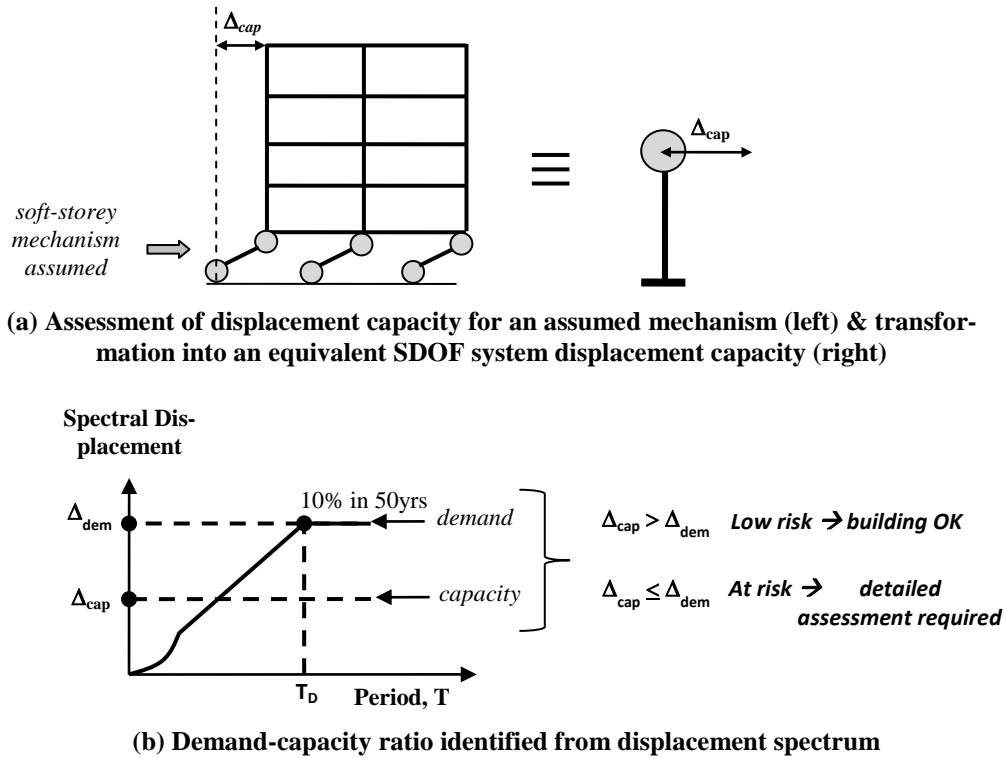 Δcap
soft-storey
mechanism
assumed
Δcap
(a) Assessment of displacement capacity for an assumed mechanism (left) & transfor-
mation into an equivalent SDOF system displacement capacity (right)
Spectral Dis-
placement
10% in 50yrs
Δdem
demand
Δcap
capacity
TD
Period, T
Δcap > Δdem Low risk → building OK
Δcap ≤ Δdem At risk → detailed
assessment required
(b) Demand-capacity ratio identified from displacement spectrum